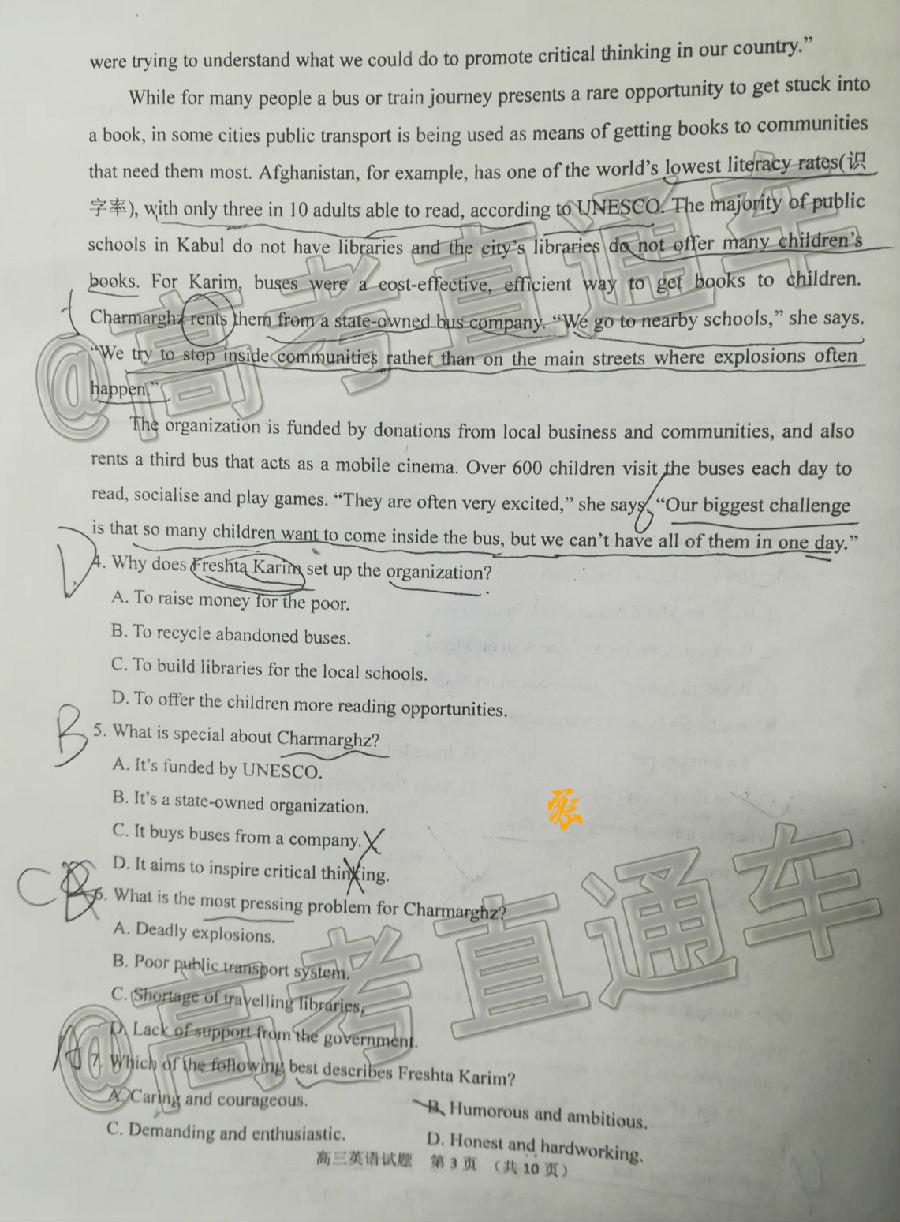 were trying to understand what we could do to promote critical thinking in our country.”
While for many people a bus or train journey presents a rare opportunity to get stuck into
a book, in some cities public transport is being used as means of getting books to communities
that need them most. Afghanistan, for example, has one of the world’s lowest literacy rates(识
字率), with only three in 10 adults able to read, according to UNESCO. The majority of public
schools in Kabul do not have libraries and the city’s libraries do not offer many children’s
books. For Karim, buses were a cost-effective, efficient way to get books to children.
Charmarghz rents them from a state-owned bus company. “We go to nearby schools,” she says.
“We try to stop inside communities rather than on the main streets where explosions often
happen.”
The organization is funded by donations from local business and communities, and also
rents a third bus that acts as a mobile cinema. Over 600 children visit the buses each day to
read, socialise and play games. “They are often very excited,” she says. “Our biggest challenge
is that so many children want to come inside the bus, but we can’t have all of them in one day.”
D 4. Why does Freshta Karim set up the organization?
A. To raise money for the poor.
B. To recycle abandoned buses.
C. To build libraries for the local schools.
D. To offer the children more reading opportunities.
B 5. What is special about Charmarghz?
A. It’s funded by UNESCO.
B. It’s a state-owned organization.
C. It buys buses from a company.
D. It aims to inspire critical thinking.
C B 6. What is the most pressing problem for Charmarghz?
A. Deadly explosions.
B. Poor public transport system.
C. Shortage of travelling libraries.
D. Lack of support from the government.
A 7. Which of the following best describes Freshta Karim?
A. Caring and courageous. B. Humorous and ambitious.
C. Demanding and enthusiastic. D. Honest and hardworking.
高三英语试题 第 3 页 （共 10 页）
@高考直通车
@高考直通车